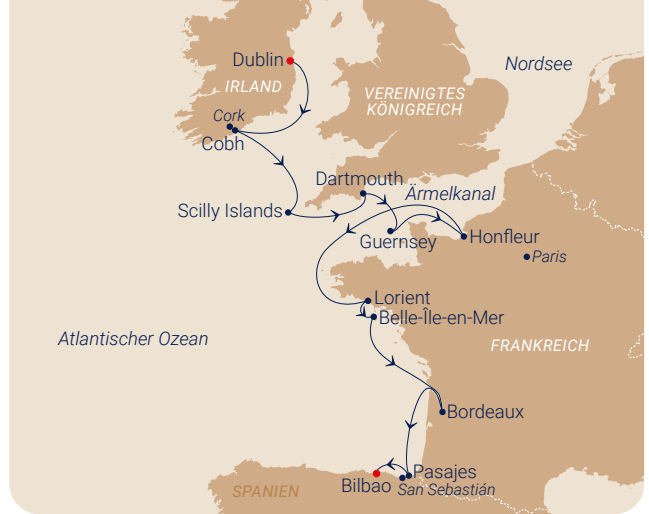 Nordsee
Dublin
IRLAND
VEREINIGTES
KÖNIGREICH
Cork
Cobh
Dartmouth
Ärmelkanal
Scilly Islands
Guernsey
Honfleur
Paris
Lorient
Belle-Île-en-Mer
Atlantischer Ozean
FRANKREICH
Bordeaux
Pasajes
Bilbao
San Sebastián
SPANIEN